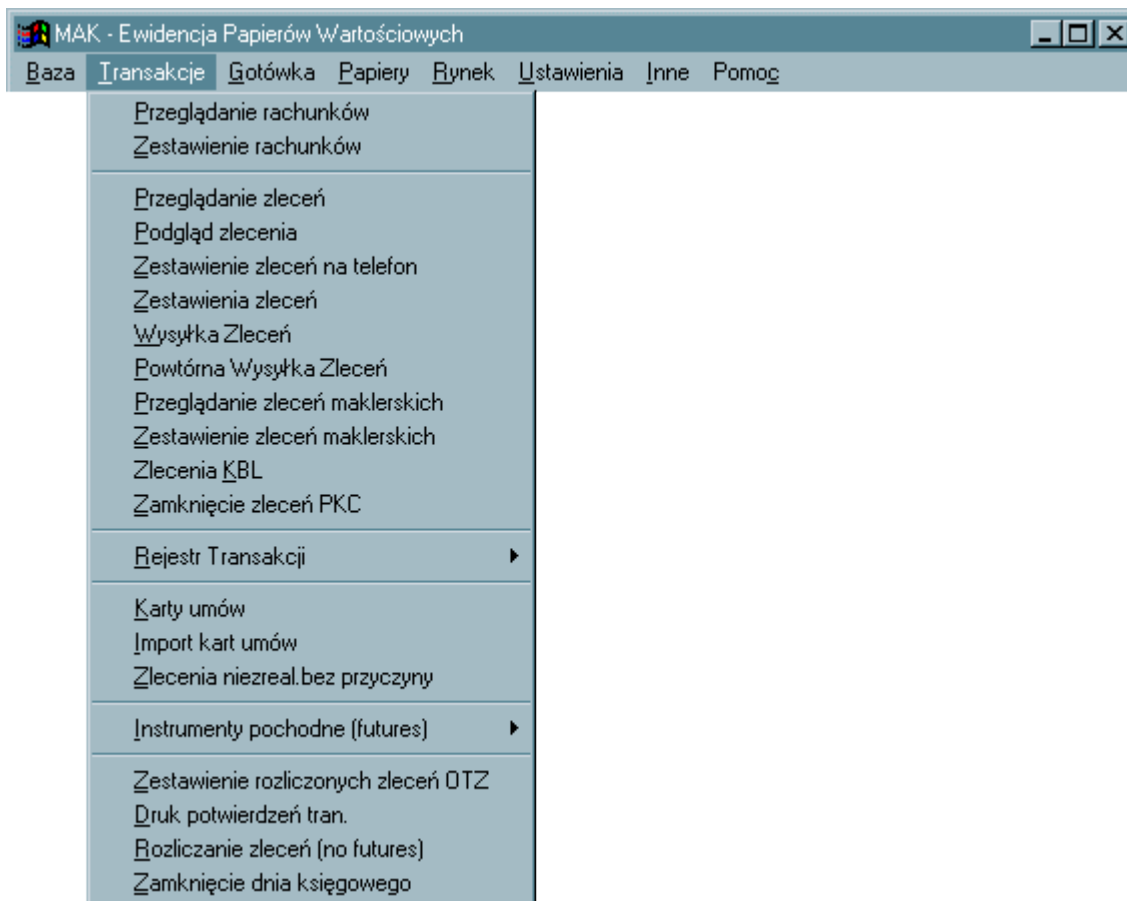 MAK - Ewidencja Papierów Wartościowych
Baza Transakcje Gotówka Papiery Rynek Ustawienia Inne Pomoc
Przeglądanie rachunków
Zestawienie rachunków
Przeglądanie zleceń
Podgląd zlecenia
Zestawienie zleceń na telefon
Zestawienia zleceń
Wysyłka Zleceń
Powtórna Wysyłka Zleceń
Przeglądanie zleceń maklerskich
Zestawienie zleceń maklerskich
Zlecenia KBL
Zamknięcie zleceń PKC
Rejestr Transakcji
Karty umów
Import kart umów
Zlecenia niezreal.bez przyczyny
Instrumenty pochodne (futures)
Zestawienie rozliczonych zleceń OTZ
Druk potwierdzeń tran.
Rozliczanie zleceń (no futures)
Zamknięcie dnia księgowego